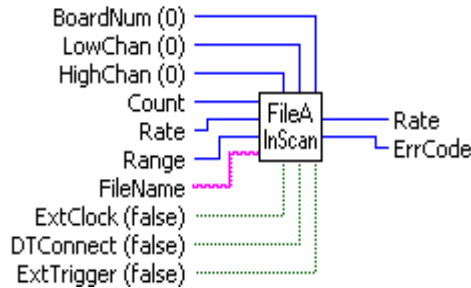 BoardNum (0)
LowChan (0)
HighChan (0)
Count
Rate
Range
FileName
ExtClock (false)
DTConnect (false)
ExtTrigger (false)
FileA
InScan
Rate
ErrCode